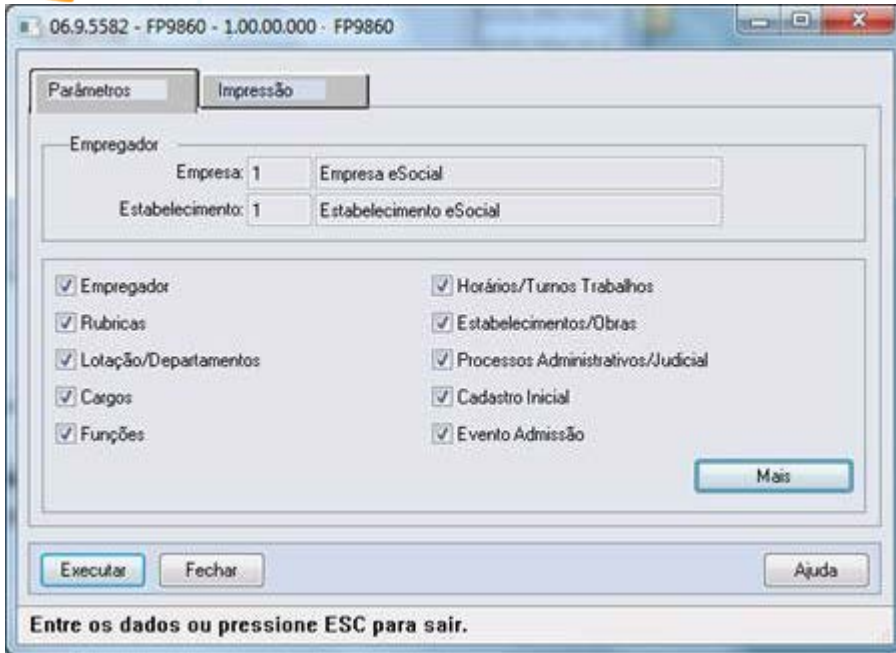 06.9.5582 - FP9860 - 1.00.00.000 - FP9860
Parâmetros Impressão
Empregador
Empresa: 1 Empresa eSocial
Estabelecimento: 1 Estabelecimento eSocial
Empregador Horários/Turnos Trabalhos
Rubricas Estabelecimentos/Obras
Lotação/Departamentos Processos Administrativos/Judicial
Cargos Cadastro Inicial
Funções Evento Admissão
Mais
Executar Fechar Ajuda
Entre os dados ou pressione ESC para sair.